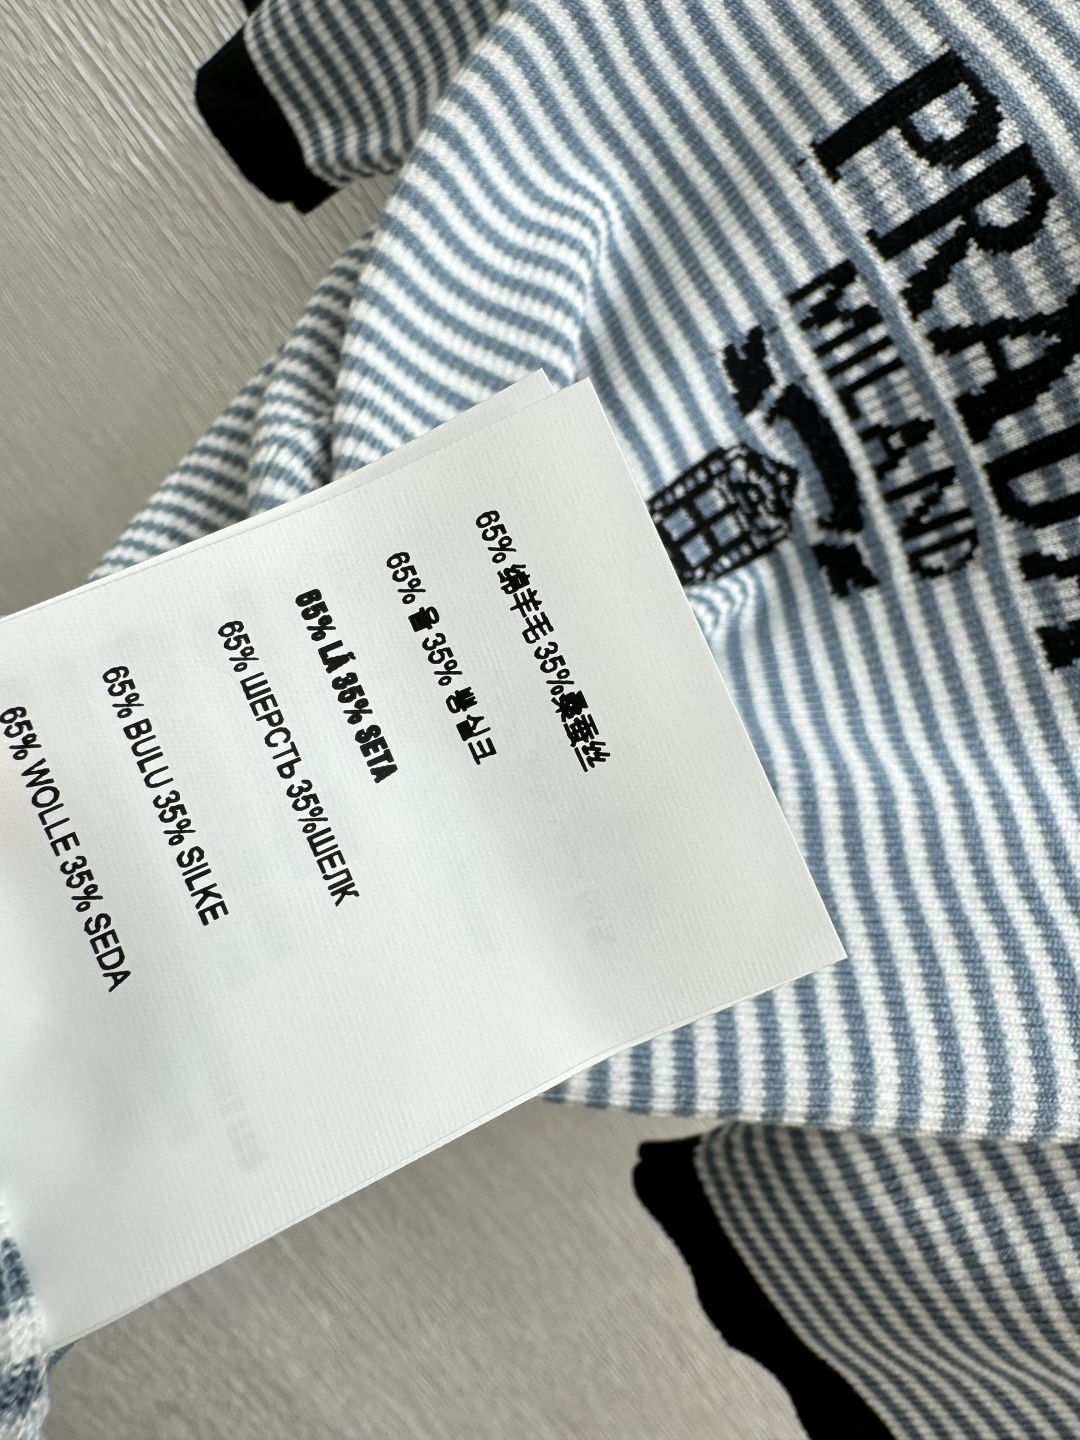 PRADA
MILAND
65% 绵羊毛 35%桑蚕丝
65% 울 35% 뽕 실크
65% LÃ 35% SETA
65% ШЕРСТЬ 35%ШЕЛК
65% BULU 35% SILKE
65% WOLLE 35% SEDA